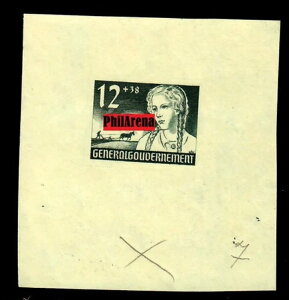 12 + 38
PhilArena
GENERALGOUVERNEMENT